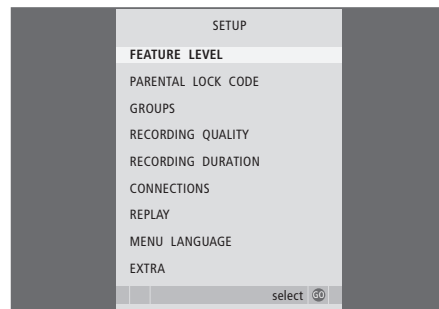 SETUP
FEATURE LEVEL
PARENTAL LOCK CODE
GROUPS
RECORDING QUALITY
RECORDING DURATION
CONNECTIONS
REPLAY
MENU LANGUAGE
EXTRA
select GO